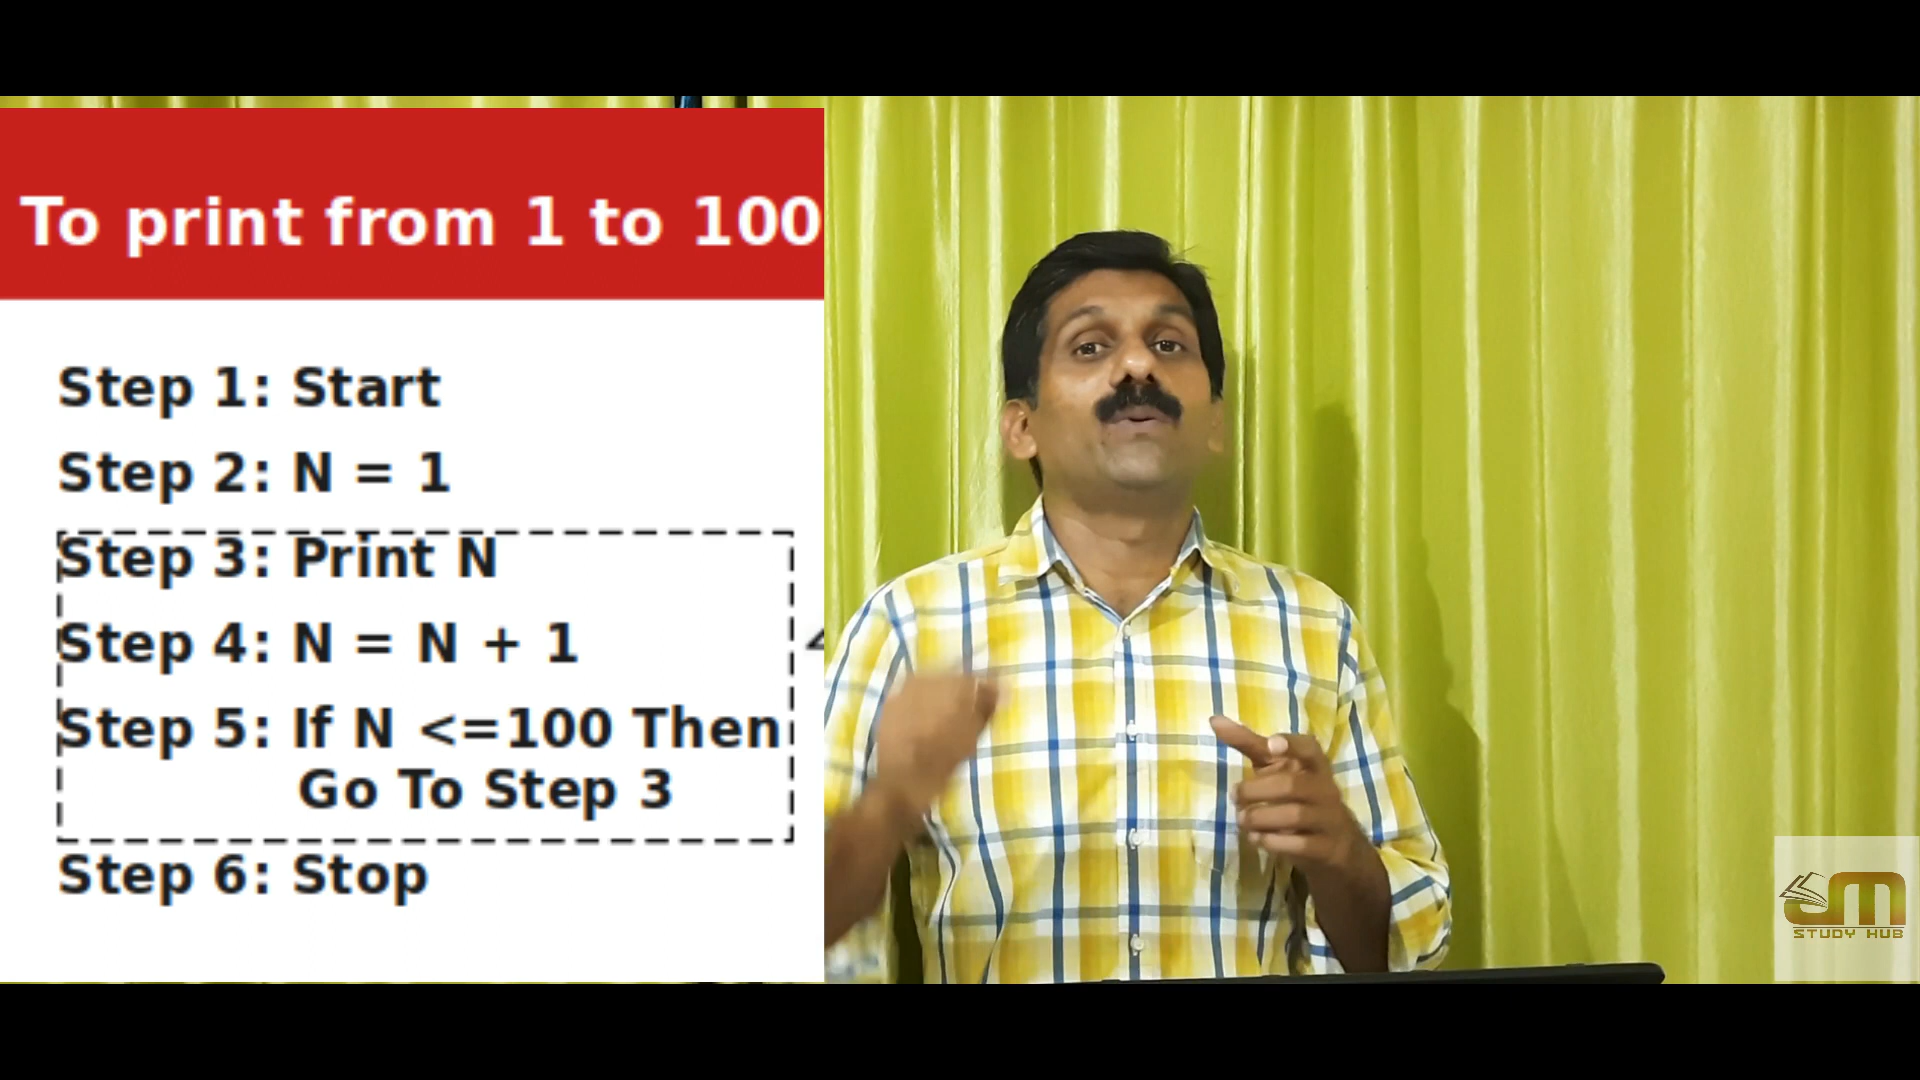 To print from 1 to 100
Step 1: Start
Step 2: N = 1
Step 3: Print N
Step 4: N = N + 1
Step 5: If N <=100 Then
Go To Step 3
Step 6: Stop
JM
STUDY HUB